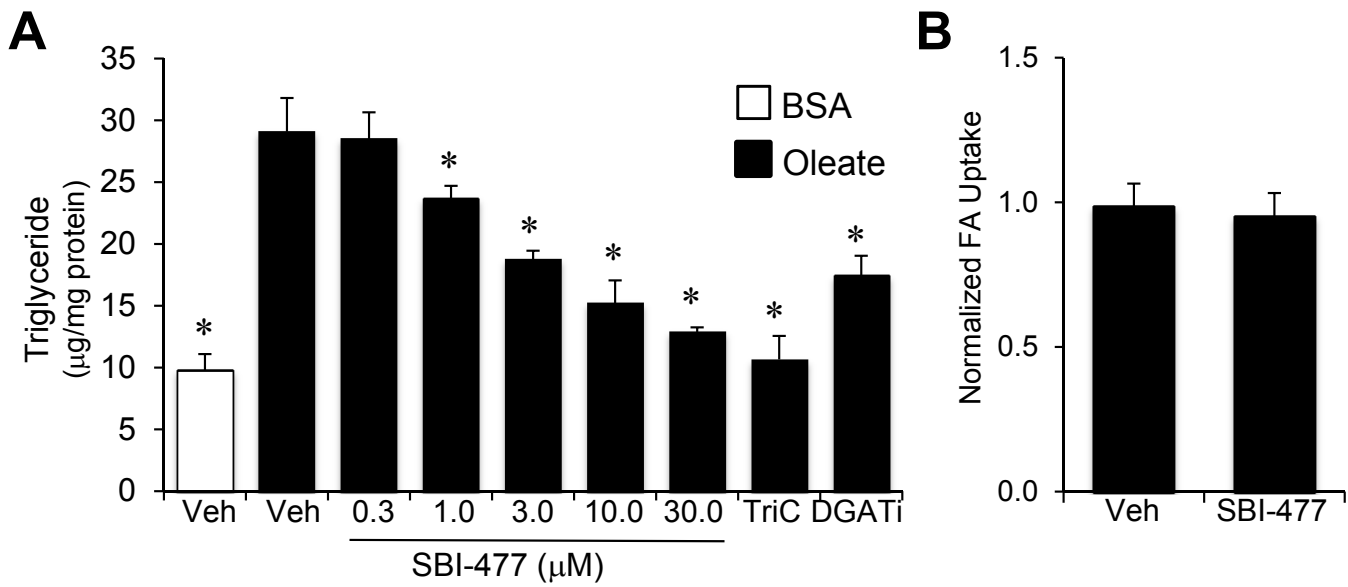 A
B
35
30
25
20
15
10
5
0
Triglyceride
(μg/mg protein)
BSA
Oleate
*
*
*
*
*
*
*
Veh Veh 0.3 1.0 3.0 10.0 30.0 TriC DGATi
SBI-477 (μM)
1.5
1.0
0.5
0.0
Normalized FA Uptake
Veh SBI-477